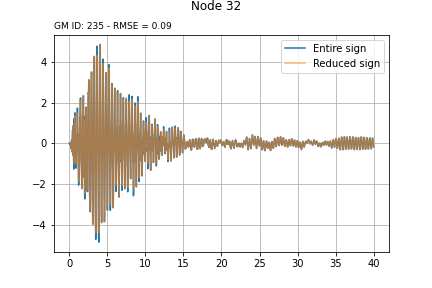 Node 32
GM ID: 235 - RMSE = 0.09
Entire sign
Reduced sign
4
2
0
−2
−4
0 5 10 15 20 25 30 35 40